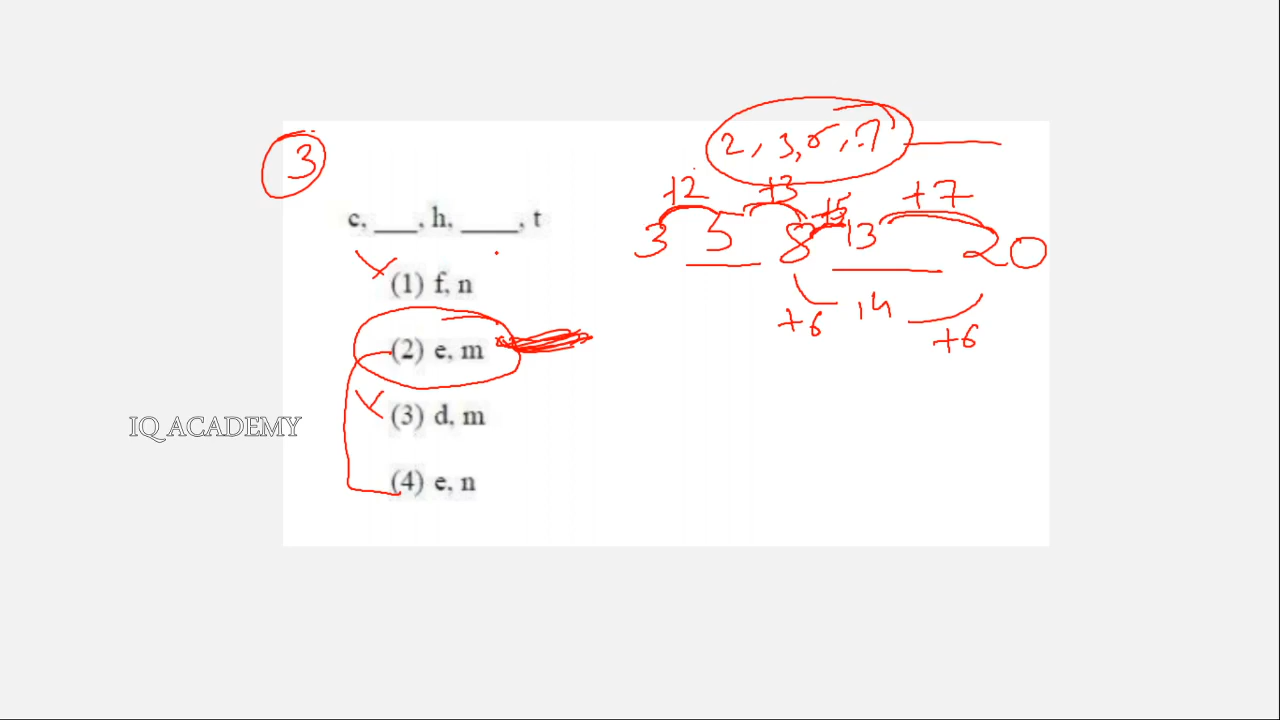 2, 3, 5, 7
3
+2 +3 +5 +7
c, ___, h, ____, t
3 5 8 13 20
(1) f, n
+6 14 +6
(2) e, m
(3) d, m
IQ ACADEMY
(4) e, n